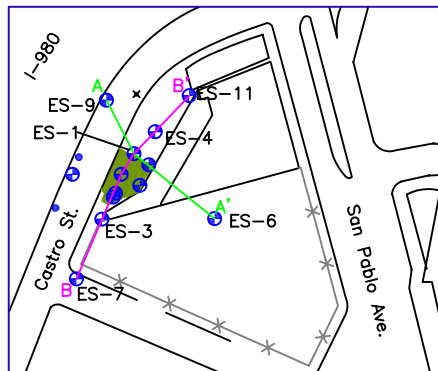 I-980
A
B'
ES-9
ES-11
ES-1
ES-4
A'
ES-6
ES-3
Castro St.
San Pablo Ave.
ES-7
B